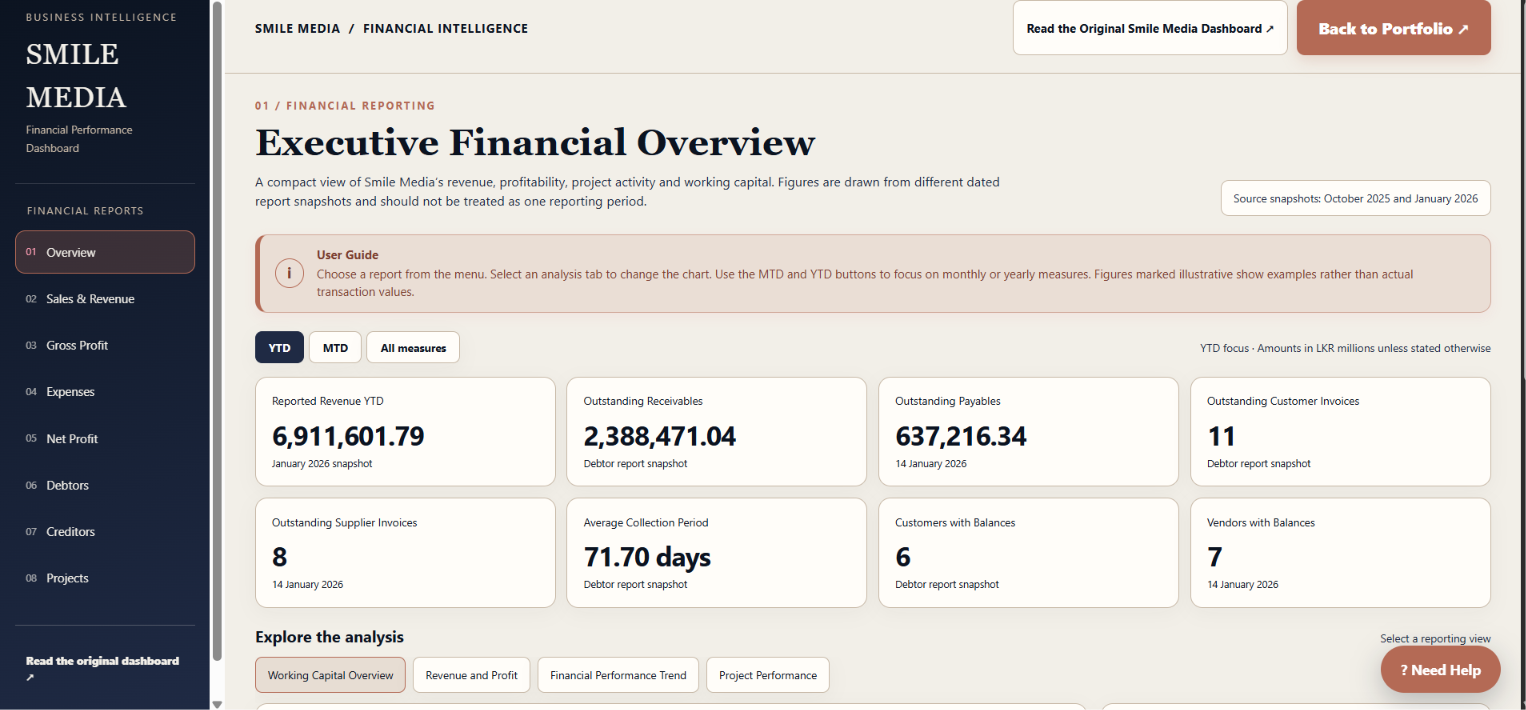 BUSINESS INTELLIGENCE
SMILE
MEDIA
Financial Performance
Dashboard
FINANCIAL REPORTS
01 Overview
02 Sales & Revenue
03 Gross Profit
04 Expenses
05 Net Profit
06 Debtors
07 Creditors
08 Projects
Read the original dashboard
↗
SMILE MEDIA / FINANCIAL INTELLIGENCE
Read the Original Smile Media Dashboard ↗
Back to Portfolio ↗
01 / FINANCIAL REPORTING
Executive Financial Overview
A compact view of Smile Media's revenue, profitability, project activity and working capital. Figures are drawn from different dated
report snapshots and should not be treated as one reporting period.
Source snapshots: October 2025 and January 2026
i
User Guide
Choose a report from the menu. Select an analysis tab to change the chart. Use the MTD and YTD buttons to focus on monthly or yearly measures. Figures marked illustrative show examples rather than actual
transaction values.
YTD
MTD
All measures
YTD focus · Amounts in LKR millions unless stated otherwise
Reported Revenue YTD
6,911,601.79
January 2026 snapshot
Outstanding Receivables
2,388,471.04
Debtor report snapshot
Outstanding Payables
637,216.34
14 January 2026
Outstanding Customer Invoices
11
Debtor report snapshot
Outstanding Supplier Invoices
8
14 January 2026
Average Collection Period
71.70 days
Debtor report snapshot
Customers with Balances
6
Debtor report snapshot
Vendors with Balances
7
14 January 2026
Explore the analysis
Select a reporting view
Working Capital Overview
Revenue and Profit
Financial Performance Trend
Project Performance
? Need Help